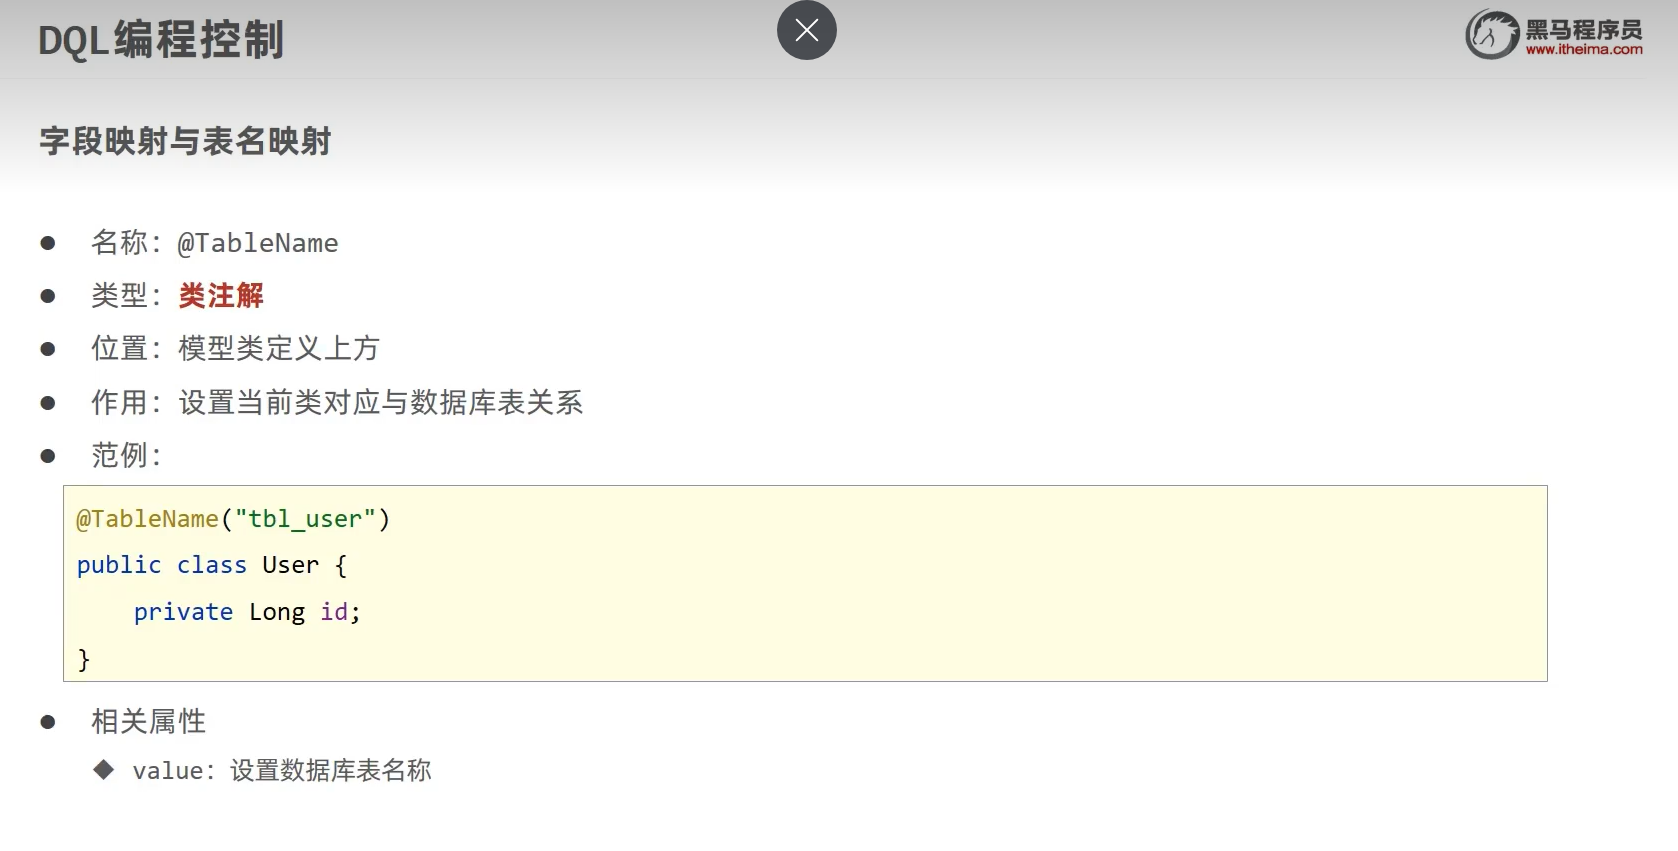 DQL编程控制
黑马程序员
www.itheima.com
字段映射与表名映射
名称：@TableName
类型：类注解
位置：模型类定义上方
作用：设置当前类对应与数据库表关系
范例：
@TableName("tbl_user")
public class User {
    private Long id;
}
相关属性
value：设置数据库表名称